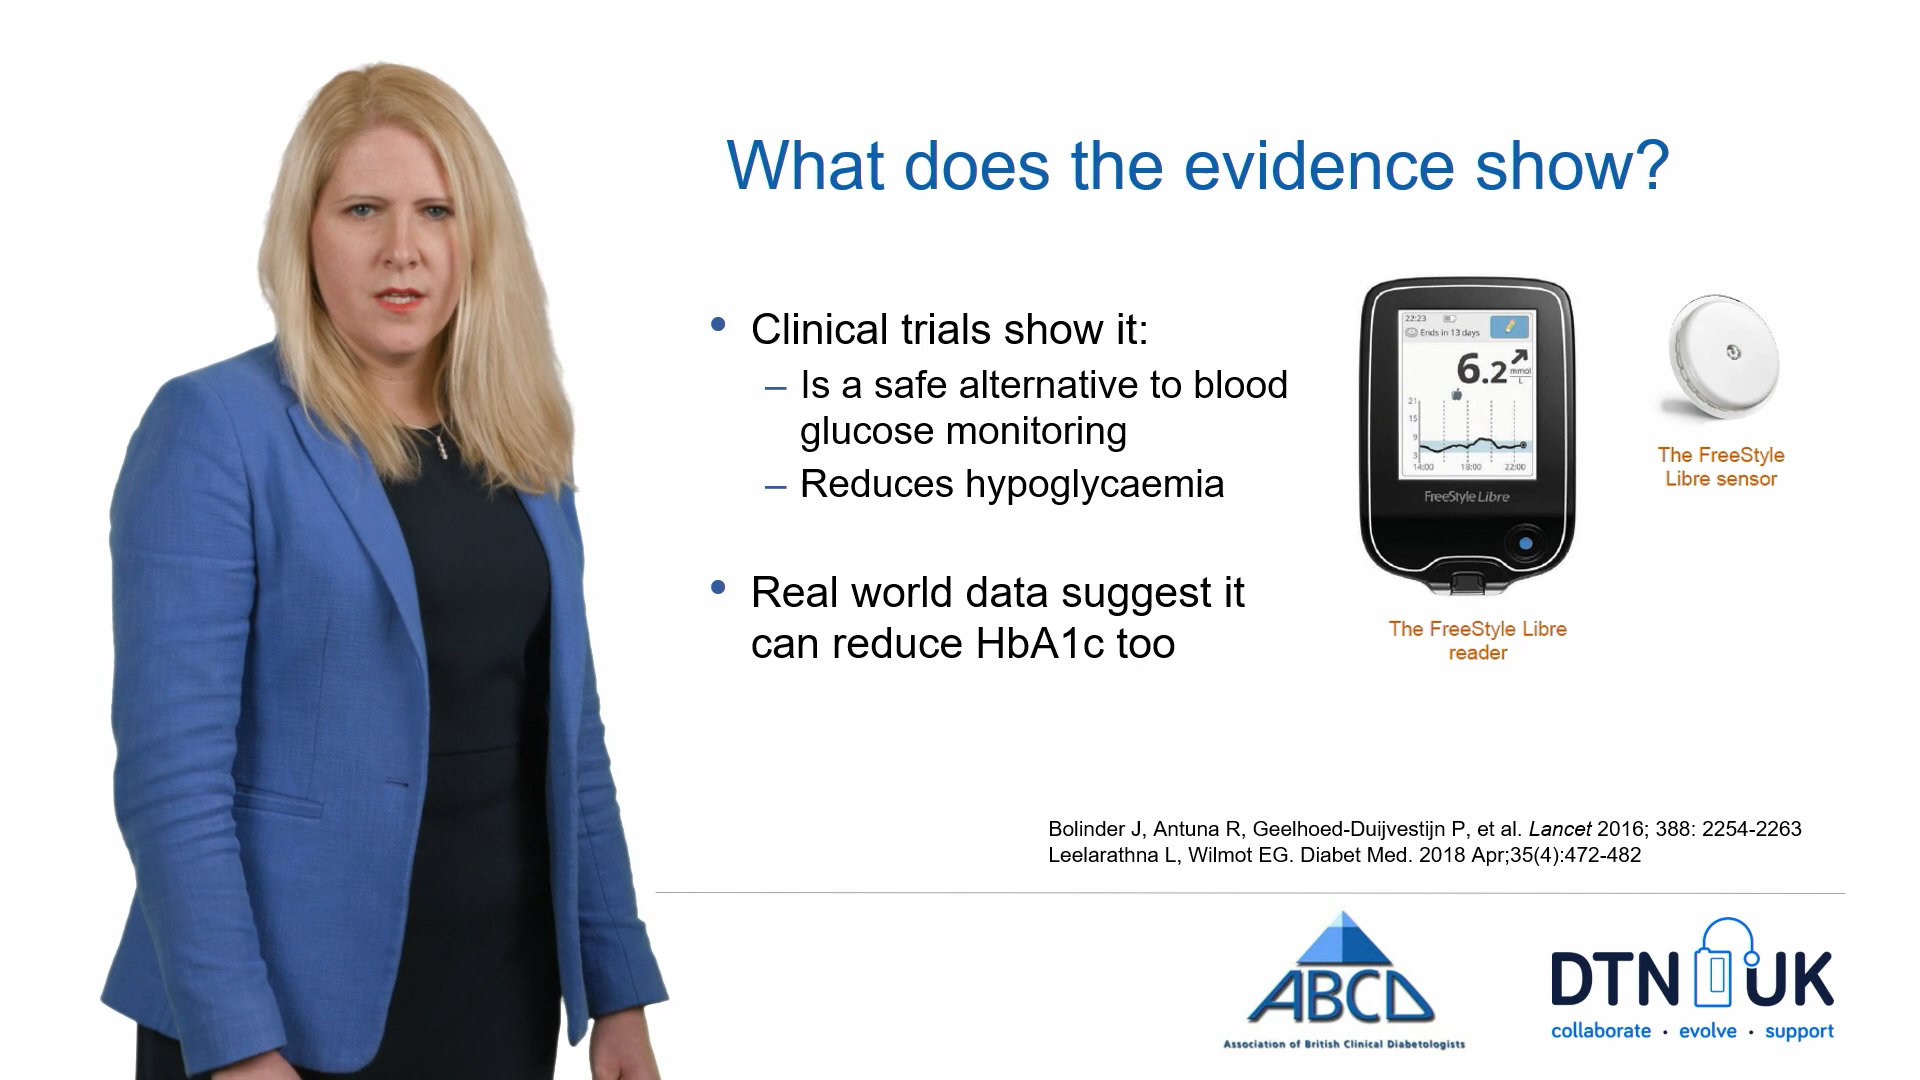 What does the evidence show?
• Clinical trials show it:
– Is a safe alternative to blood
glucose monitoring
– Reduces hypoglycaemia
• Real world data suggest it
can reduce HbA1c too
22:23
Ends in 13 days
6.2 mmol/L
21
15
9
3
14:00 18:00 22:00
FreeStyle Libre
The FreeStyle Libre
reader
The FreeStyle
Libre sensor
Bolinder J, Antuna R, Geelhoed-Duijvestijn P, et al. Lancet 2016; 388: 2254-2263
Leelarathna L, Wilmot EG. Diabet Med. 2018 Apr;35(4):472-482
ABCD
Association of British Clinical Diabetologists
DTN UK
collaborate · evolve · support